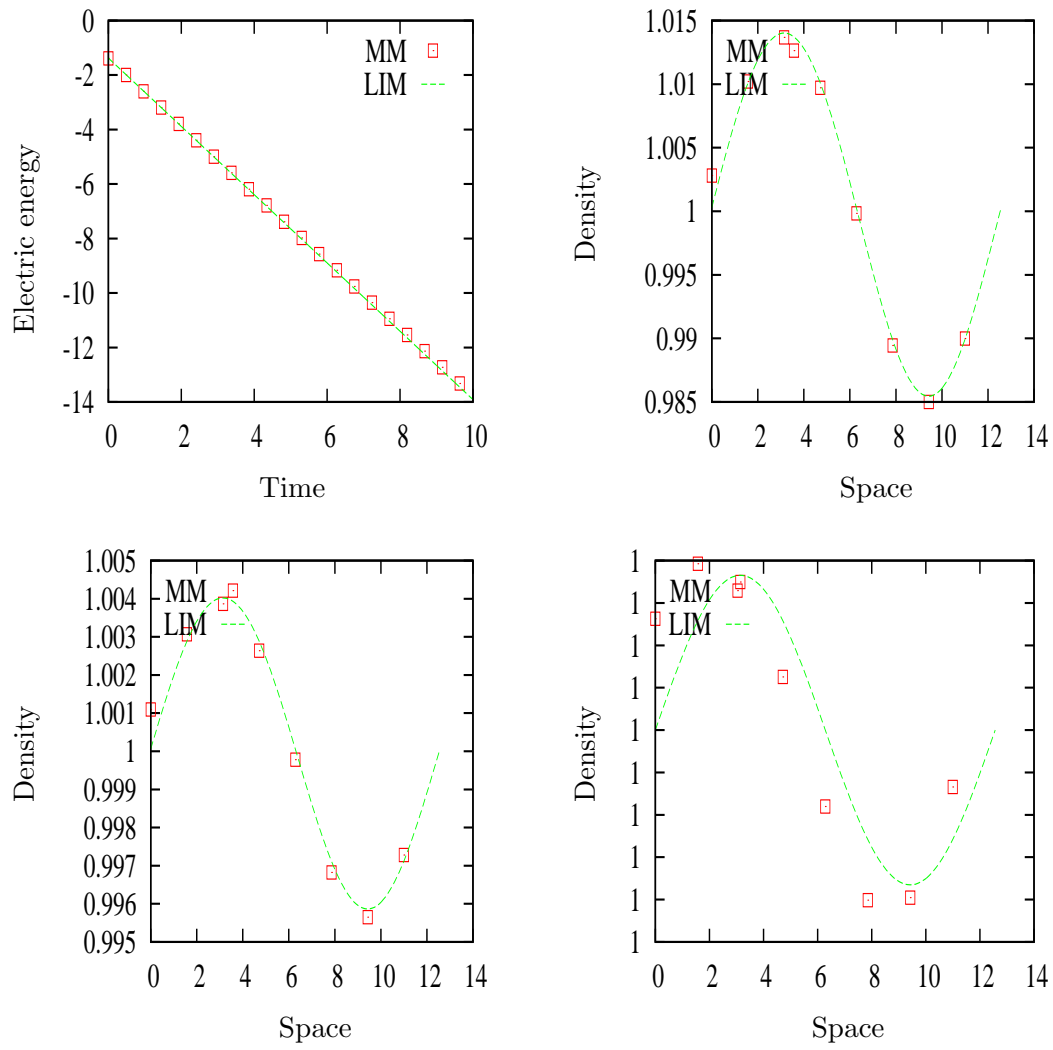 0
-2
-4
-6
-8
-10
-12
-14
0 2 4 6 8 10
Electric energy
Time
MM
LIM
1.015
1.01
1.005
1
0.995
0.99
0.985
0 2 4 6 8 10 12 14
Density
Space
MM
LIM
1.005
1.004
1.003
1.002
1.001
1
0.999
0.998
0.997
0.996
0.995
0 2 4 6 8 10 12 14
Density
Space
MM
LIM
1
1
1
1
1
1
1
1
1
1
0 2 4 6 8 10 12 14
Density
Space
MM
LIM